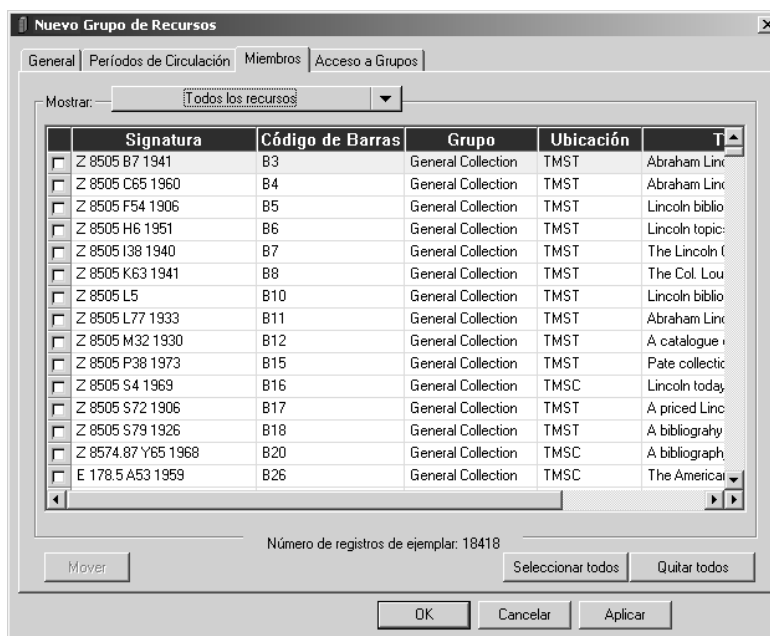 Nuevo Grupo de Recursos
General Períodos de Circulación Miembros Acceso a Grupos
Mostrar: Todos los recursos
Signatura Código de Barras Grupo Ubicación
Z 8505 B7 1941 B3 General Collection TMST Abraham
Z 8505 C65 1960 B4 General Collection TMST Abraham
Z 8505 F54 1906 B5 General Collection TMST Lincoln biblio
Z 8505 H6 1951 B6 General Collection TMST Lincoln topics
Z 8505 I38 1940 B7 General Collection TMST The Lincoln
Z 8505 K63 1941 B8 General Collection TMST The Col. Lou
Z 8505 L5 B10 General Collection TMST Lincoln biblio
Z 8505 L77 1933 B11 General Collection TMST Abraham
Z 8505 M32 1930 B12 General Collection TMST A catalogue
Z 8505 P38 1973 B15 General Collection TMST Pate collectio
Z 8505 S4 1969 B16 General Collection TMSC Lincoln today
Z 8505 S72 1906 B17 General Collection TMST A priced Linc
Z 8505 S79 1926 B18 General Collection TMST A bibliograhy
Z 8574.87 Y65 1968 B20 General Collection TMSC A bibliograph
E 178.5 A53 1959 B26 General Collection TMSC The American
Número de registros de ejemplar: 18418
Mover Seleccionar todos Quitar todos
OK Cancelar Aplicar